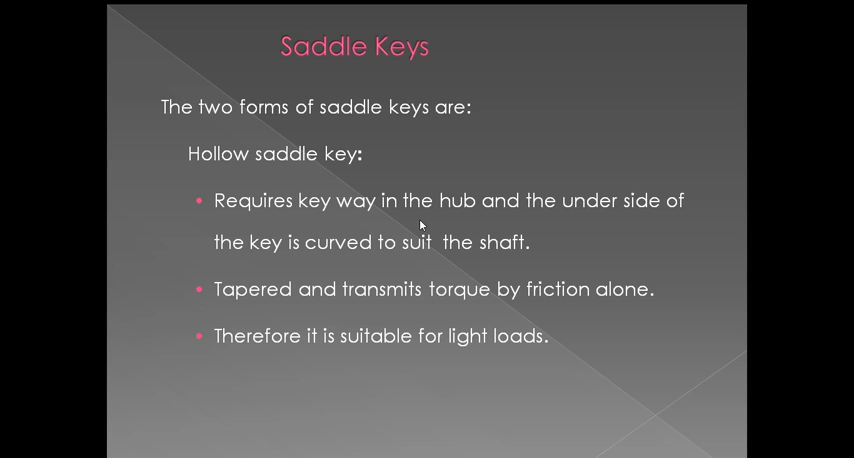 Saddle Keys
The two forms of saddle keys are:
Hollow saddle key:
• Requires key way in the hub and the under side of
the key is curved to suit the shaft.
• Tapered and transmits torque by friction alone.
• Therefore it is suitable for light loads.